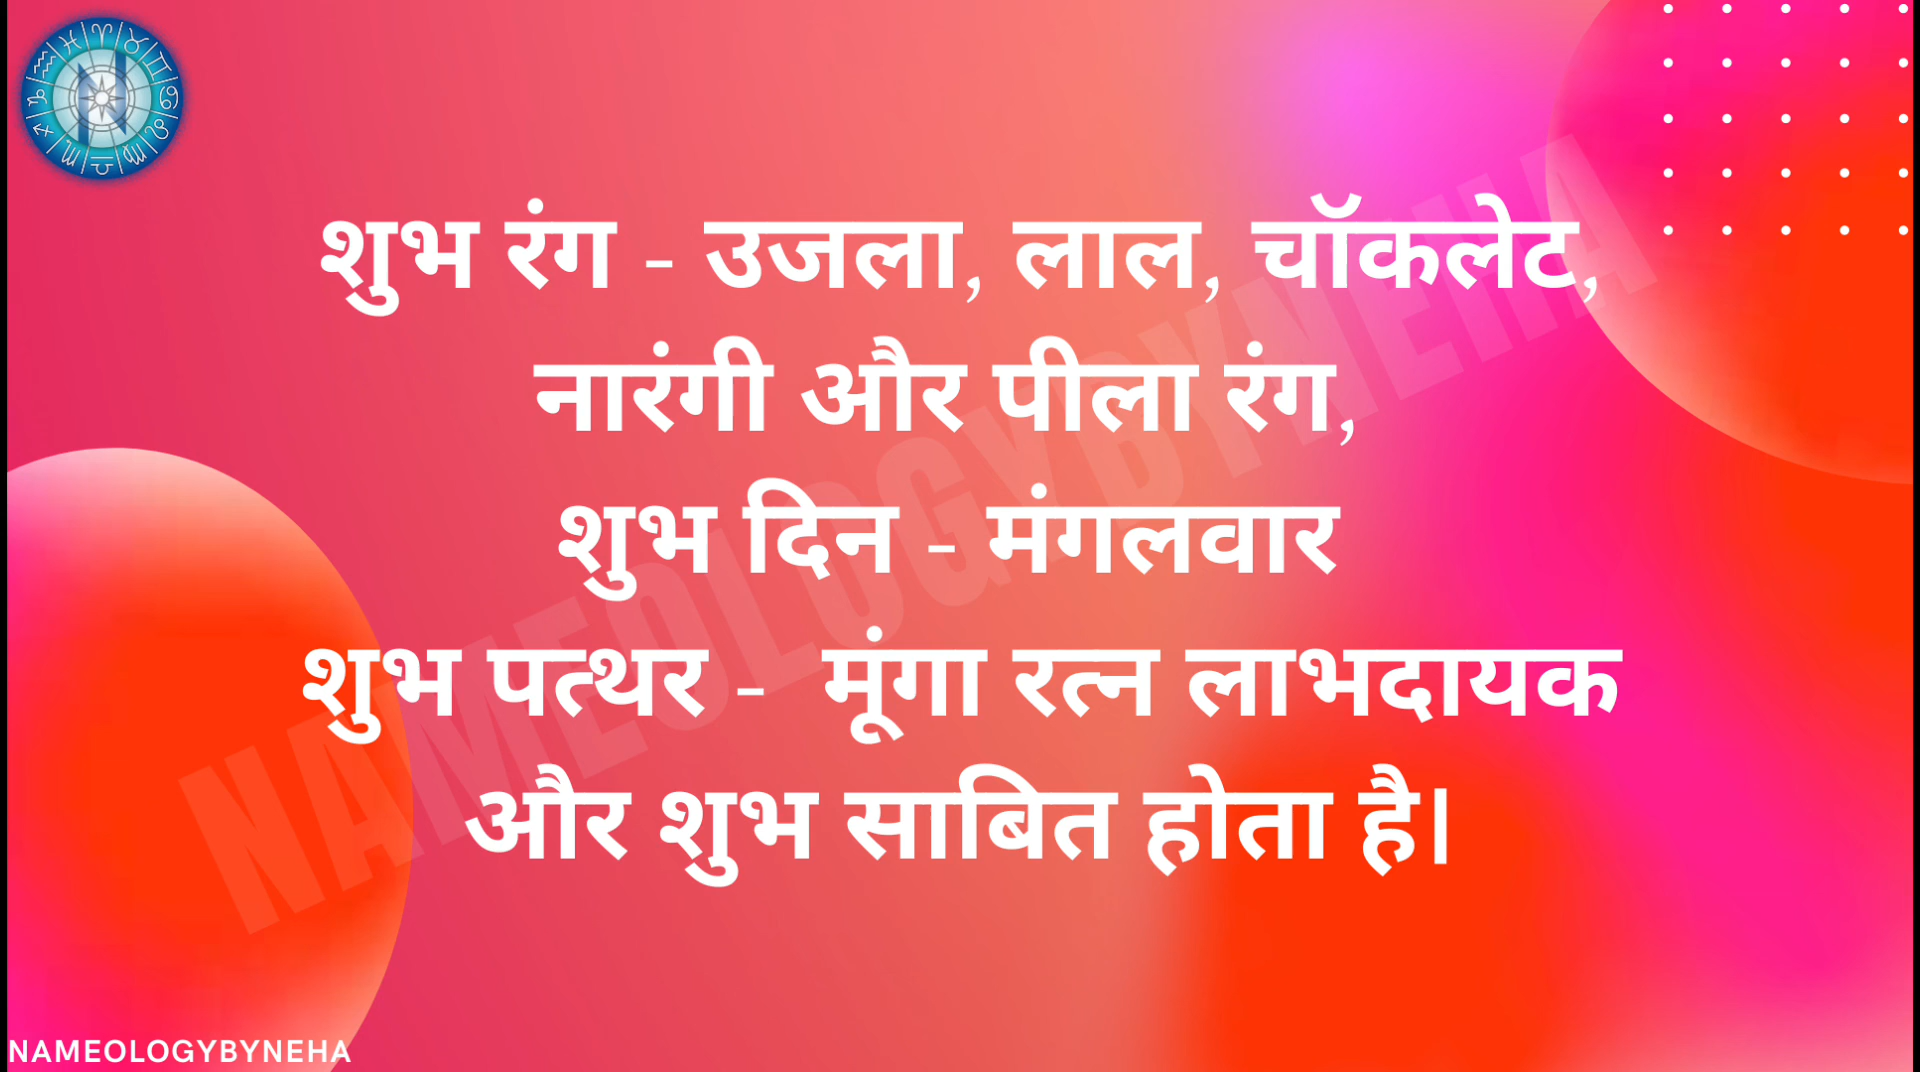 शुभ रंग - उजला, लाल, चॉकलेट,
नारंगी और पीला रंग,
शुभ दिन - मंगलवार
शुभ पत्थर - मूंगा रत्न लाभदायक
और शुभ साबित होता है।
NAMEOLOGYBYNEHA
NAMEOLOGYBYNEHA